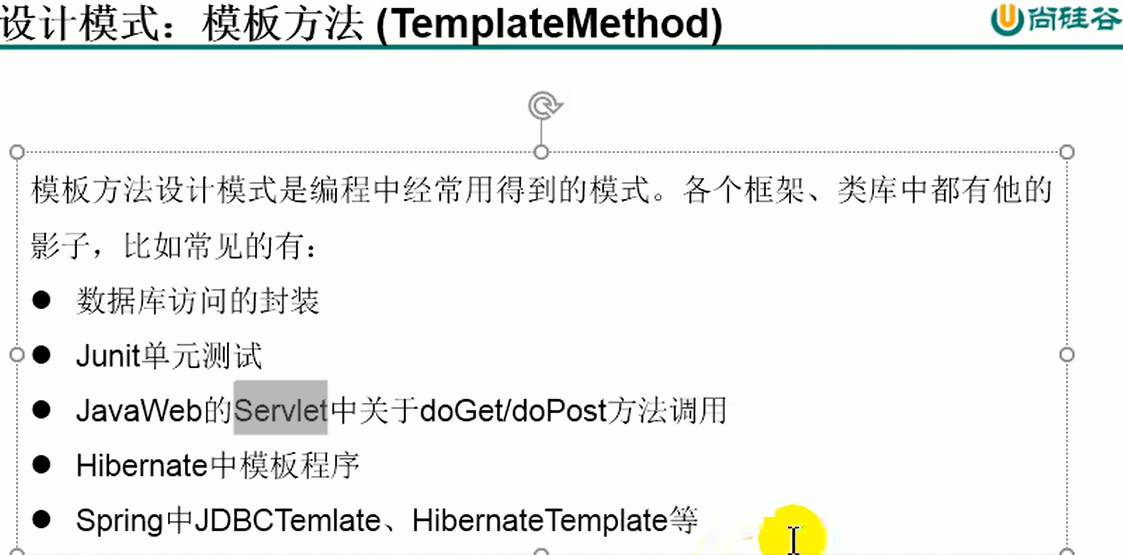 设计模式：模板方法 (TemplateMethod)
尚硅谷
模板方法设计模式是编程中经常用得到的模式。各个框架、类库中都有他的
影子，比如常见的有：
● 数据库访问的封装
● Junit单元测试
● JavaWeb的Servlet中关于doGet/doPost方法调用
● Hibernate中模板程序
● Spring中JDBCTemlate、HibernateTemplate等